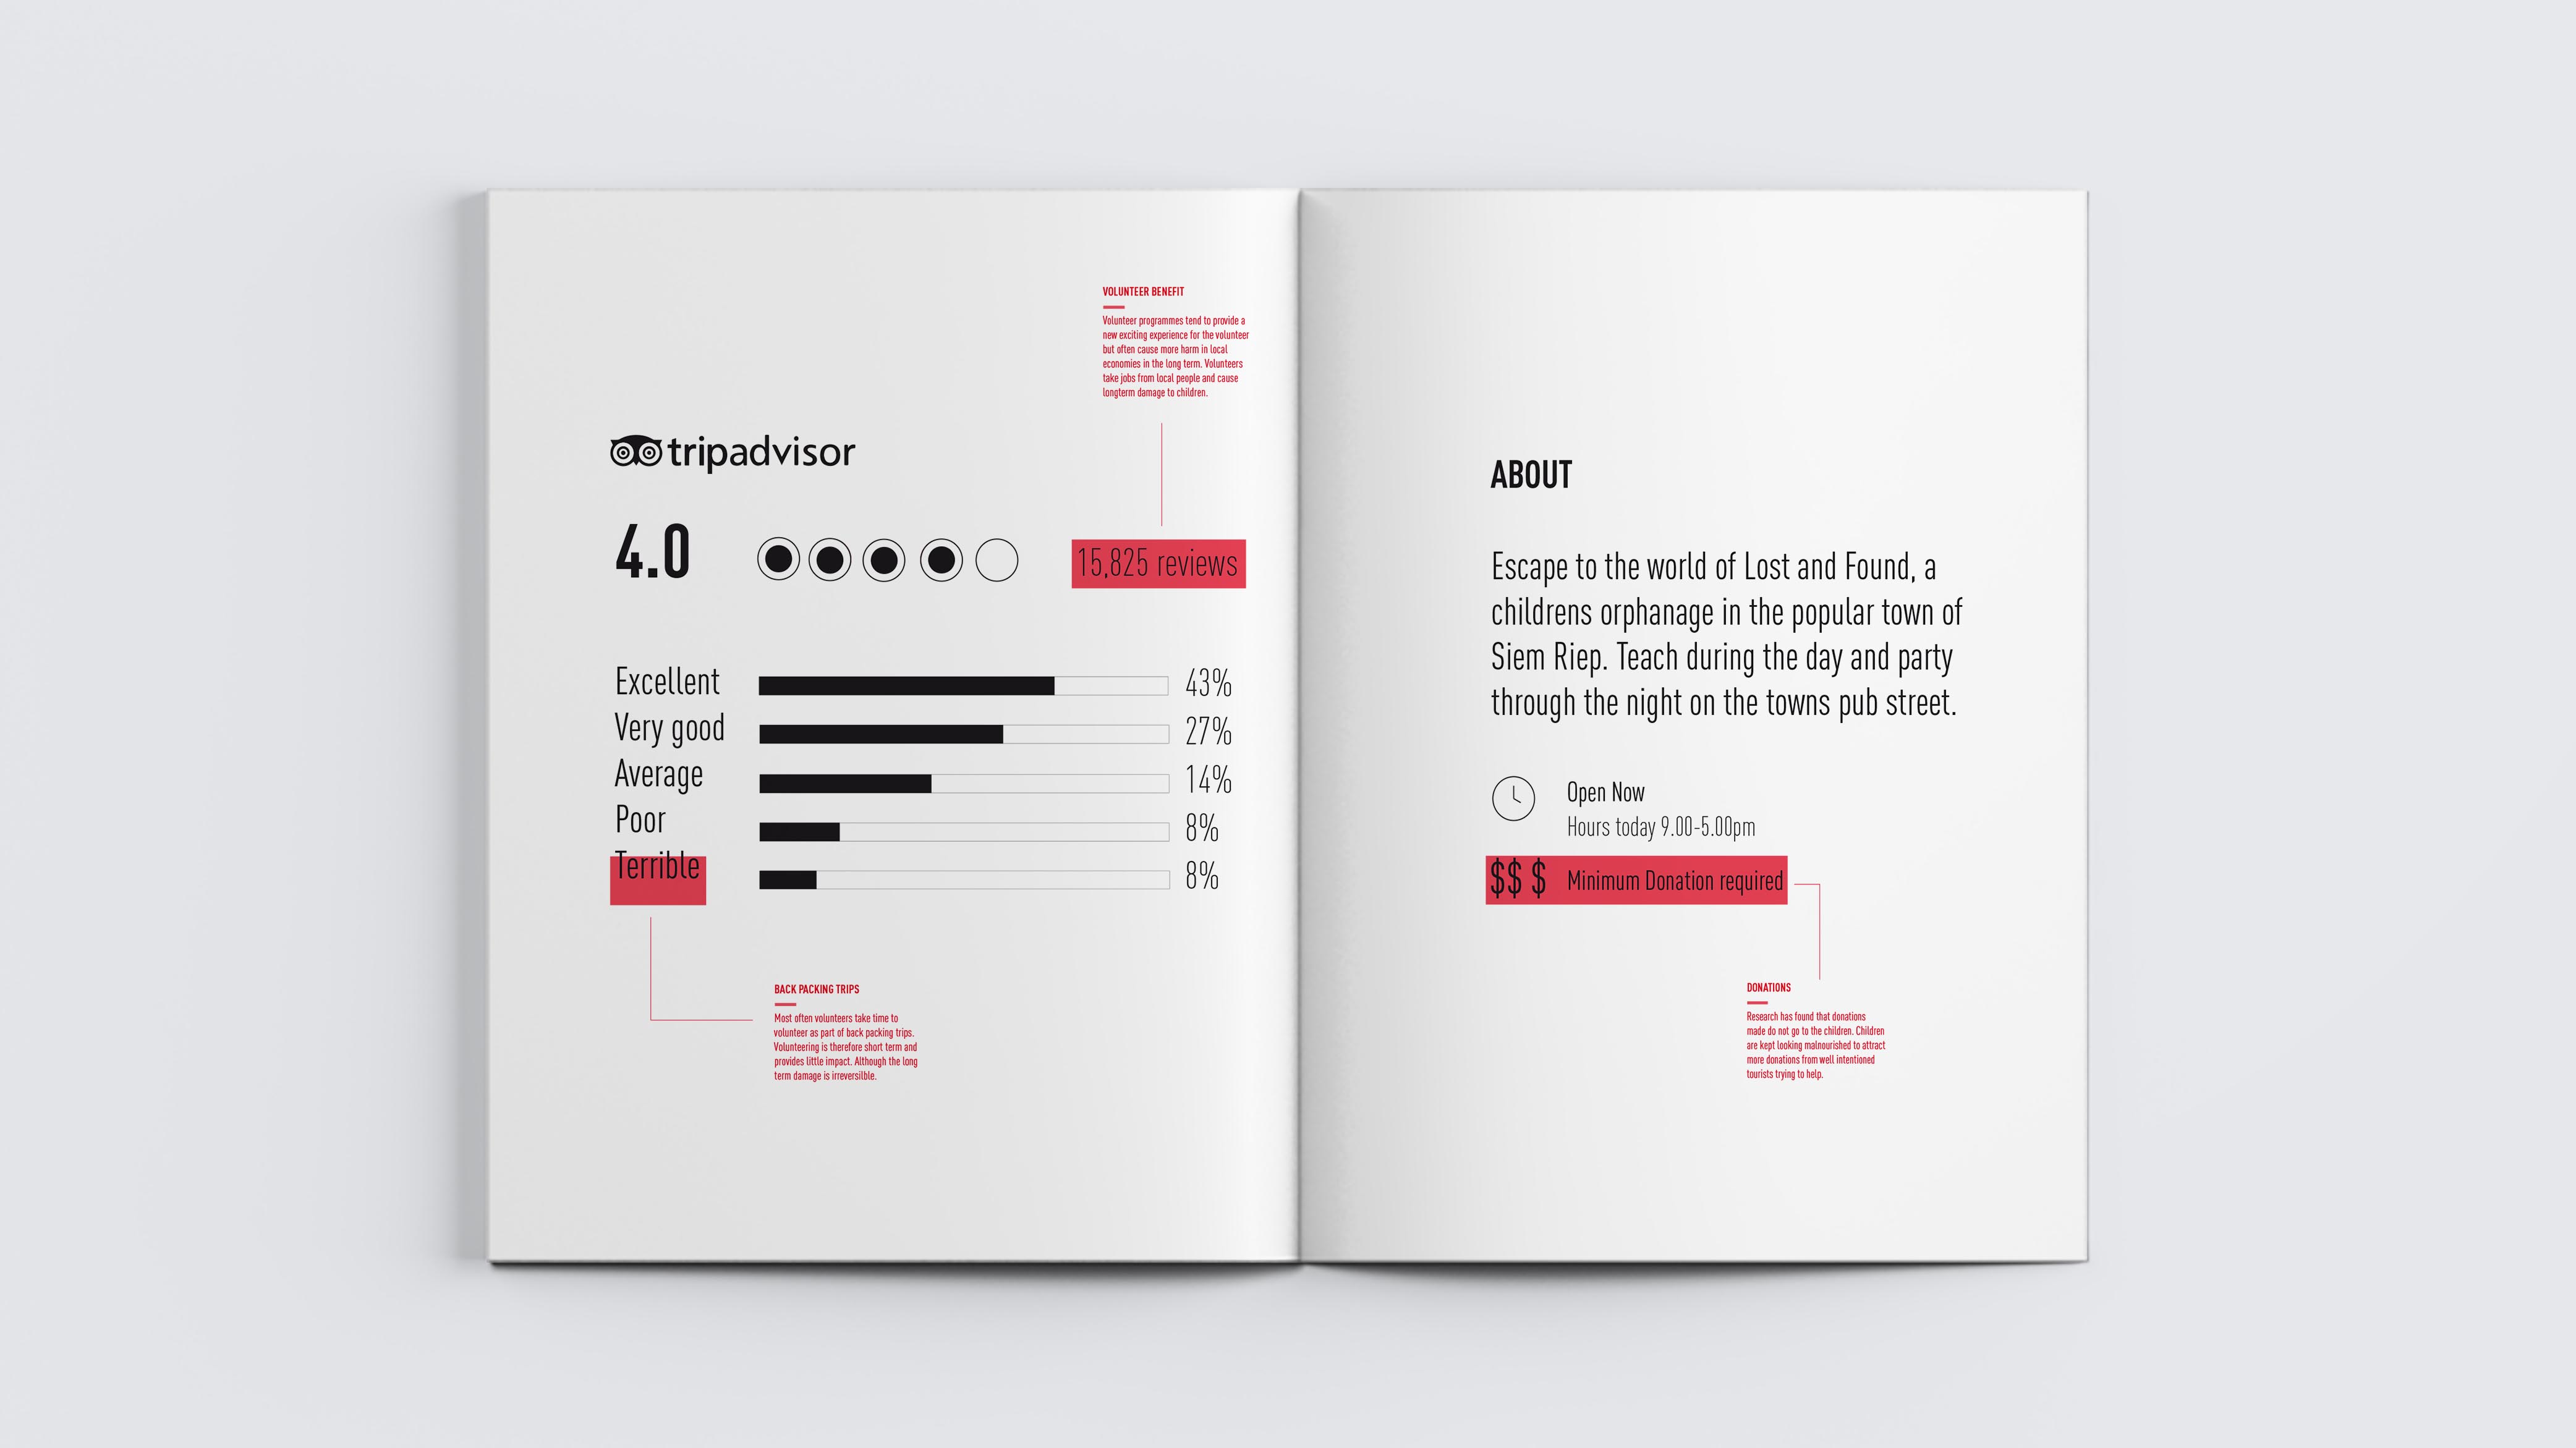 VOLUNTEER BENEFIT
Volunteer programmes tend to provide a
new exciting experience for the volunteer
but often cause more harm in local
economies in the long term. Volunteers
take jobs from local people and cause
longterm damage to children.
tripadvisor
4.0
15,825 reviews
Excellent 43%
Very good 27%
Average 14%
Poor 8%
Terrible 8%
BACK PACKING TRIPS
Most often volunteers take time to
volunteer as part of back packing trips.
Volunteering is therefore short term and
provides little impact. Although the long
term damage is irreversilble.
ABOUT
Escape to the world of Lost and Found, a
childrens orphanage in the popular town of
Siem Riep. Teach during the day and party
through the night on the towns pub street.
Open Now
Hours today 9.00-5.00pm
$$ $ Minimum Donation required
DONATIONS
Research has found that donations
made do not go to the children. Children
are kept looking malnourished to attract
more donations from well intentioned
tourists trying to help.